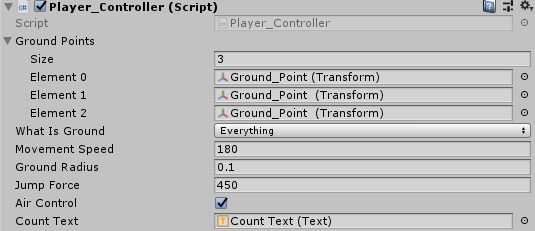 Player_Controller (Script)
Script Player_Controller
Ground Points
Size 3
Element 0 Ground_Point (Transform)
Element 1 Ground_Point (Transform)
Element 2 Ground_Point (Transform)
What Is Ground Everything
Movement Speed 180
Ground Radius 0.1
Jump Force 450
Air Control
Count Text Count Text (Text)